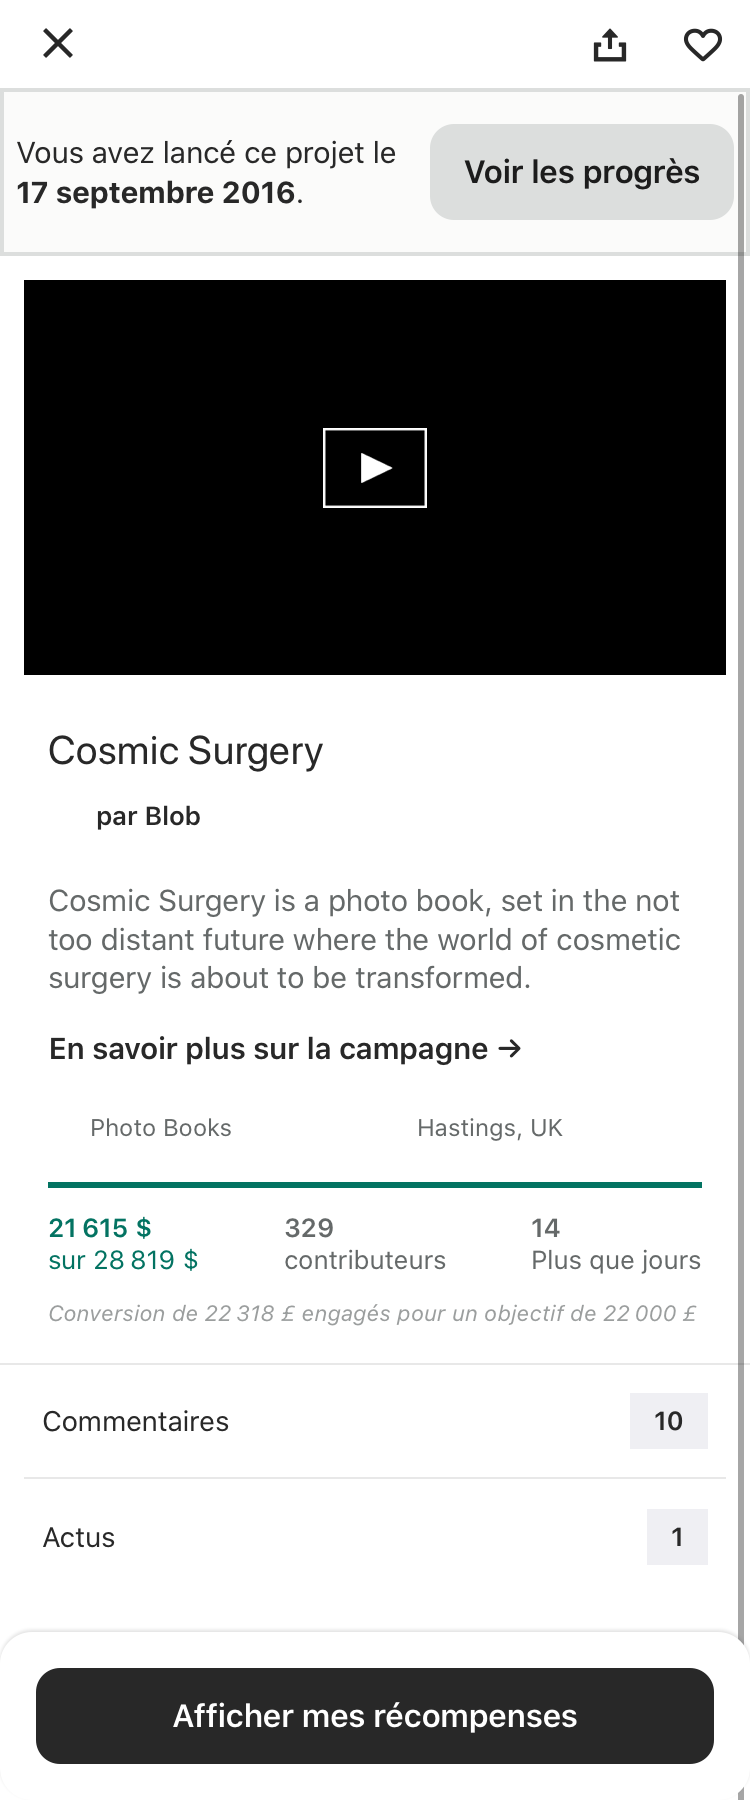 Vous avez lancé ce projet le
17 septembre 2016.
Voir les progrès
Cosmic Surgery
par Blob
Cosmic Surgery is a photo book, set in the not
too distant future where the world of cosmetic
surgery is about to be transformed.
En savoir plus sur la campagne →
Photo Books
Hastings, UK
21 615 $
sur 28 819 $
329
contributeurs
14
Plus que jours
Conversion de 22 318 £ engagés pour un objectif de 22 000 £
Commentaires
10
Actus
1
Afficher mes récompenses